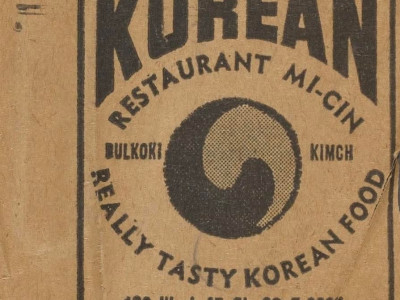 KOREAN
RESTAURANT MI-CIN
BULKOKI
KIMCH
REALLY TASTY KOREAN FOOD